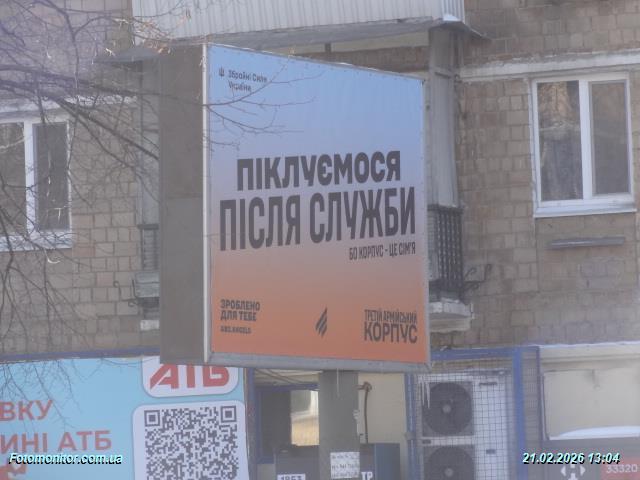 Збройні Сили
України
ПІКЛУЄМОСЯ
ПІСЛЯ СЛУЖБИ
БО КОРПУС - ЦЕ СІМ'Я
ЗРОБЛЕНО
ДЛЯ ТЕБЕ
ТРЕТІЙ АРМІЙСЬКИЙ
КОРПУС
АТБ
ВКУ
ИНІ АТБ
Fotomonitor.com.ua
21.02.2026 13:04
33320